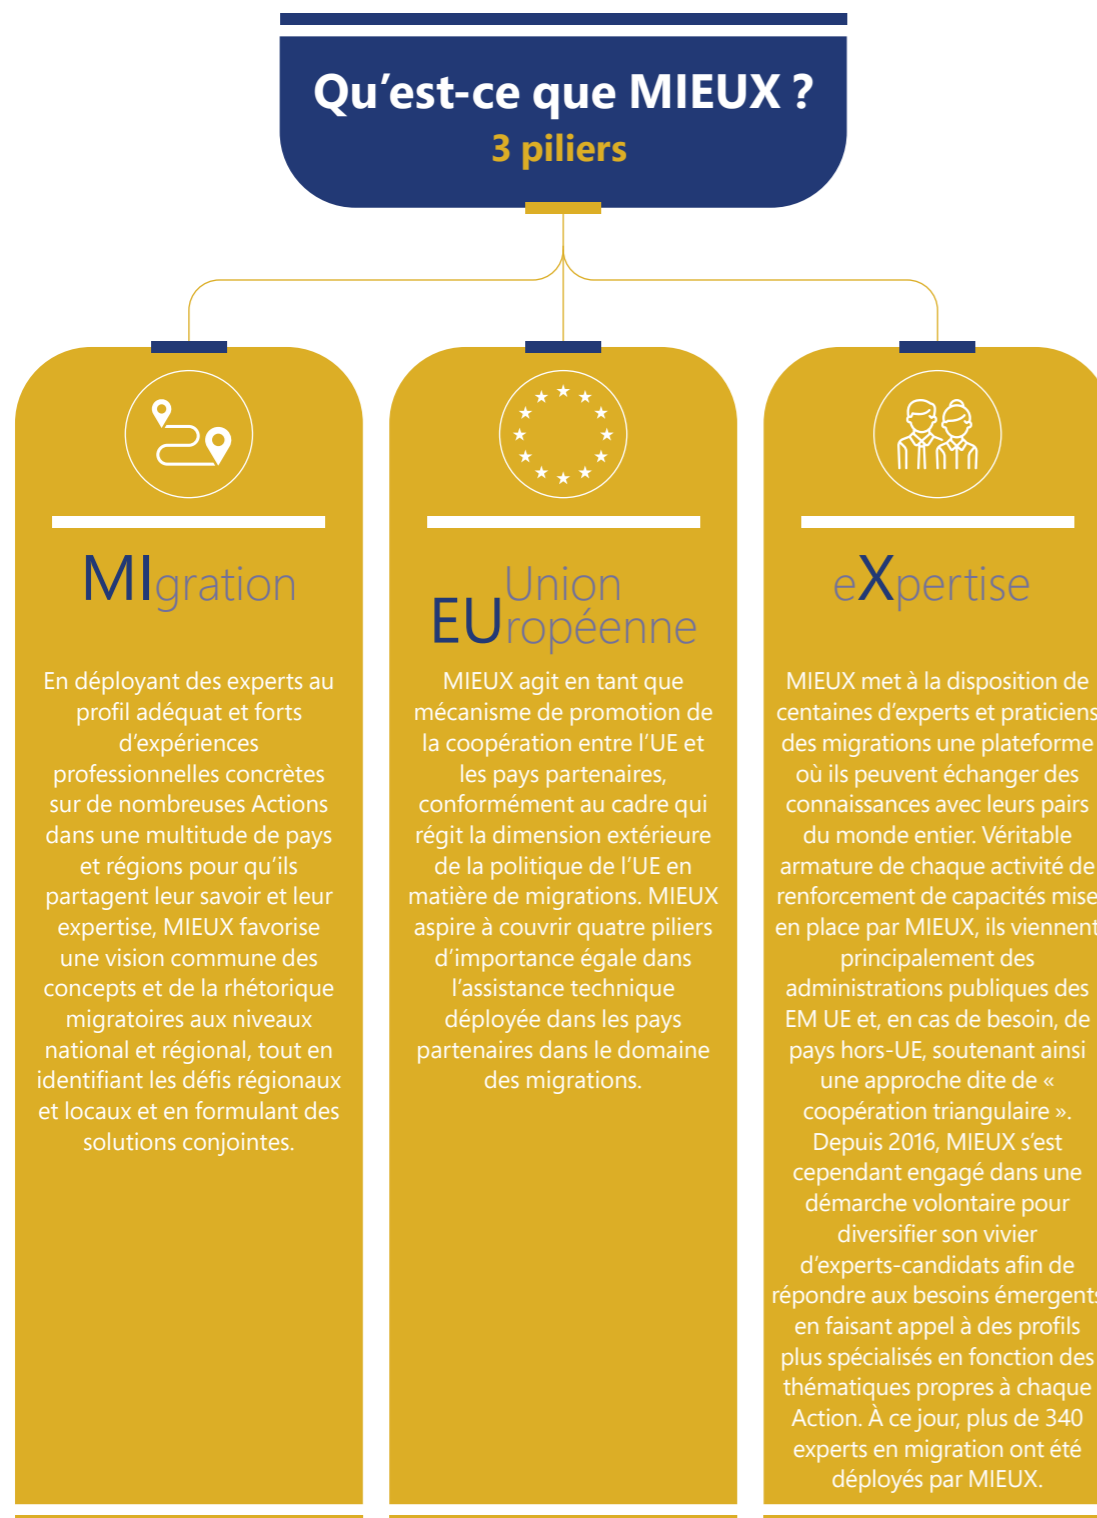 Qu’est-ce que MIEUX ?
3 piliers
MIgration
En déployant des experts au
profil adéquat et forts
d’expériences
professionnelles concrètes
sur de nombreuses Actions
dans une multitude de pays
et régions pour qu’ils
partagent leur savoir et leur
expertise, MIEUX favorise
une vision commune des
concepts et de la rhétorique
migratoires aux niveaux
national et régional, tout en
identifiant les défis régionaux
et locaux et en formulant des
solutions conjointes.
Union
EUropéenne
MIEUX agit en tant que
mécanisme de promotion de
la coopération entre l’UE et
les pays partenaires,
conformément au cadre qui
régit la dimension extérieure
de la politique de l’UE en
matière de migrations. MIEUX
aspire à couvrir quatre piliers
d’importance égale dans
l’assistance technique
déployée dans les pays
partenaires dans le domaine
des migrations.
eXpertise
MIEUX met à la disposition de
centaines d’experts et praticiens
des migrations une plateforme
où ils peuvent échanger des
connaissances avec leurs pairs
du monde entier. Véritable
armature de chaque activité de
renforcement de capacités mise
en place par MIEUX, ils viennent
principalement des
administrations publiques des
EM UE et, en cas de besoin, de
pays hors-UE, soutenant ainsi
une approche dite de «
coopération triangulaire ».
Depuis 2016, MIEUX s’est
cependant engagé dans une
démarche volontaire pour
diversifier son vivier
d’experts-candidats afin de
répondre aux besoins émergents
en faisant appel à des profils
plus spécialisés en fonction des
thématiques propres à chaque
Action. À ce jour, plus de 340
experts en migration ont été
déployés par MIEUX.